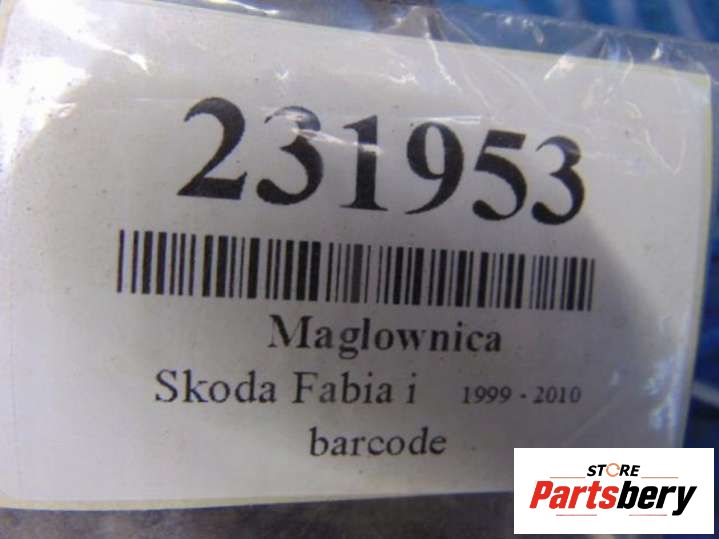 231953
Maglownica
Skoda Fabia i 1999 - 2010
barcode
STORE
Partsbery